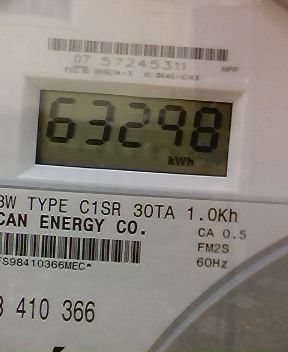 07 57245311
63298
kWh
3W TYPE C1SR 30TA 1.0Kh
CAN ENERGY CO.
CA 0.5
FM2S
FS98410366MEC*
60Hz
410 366